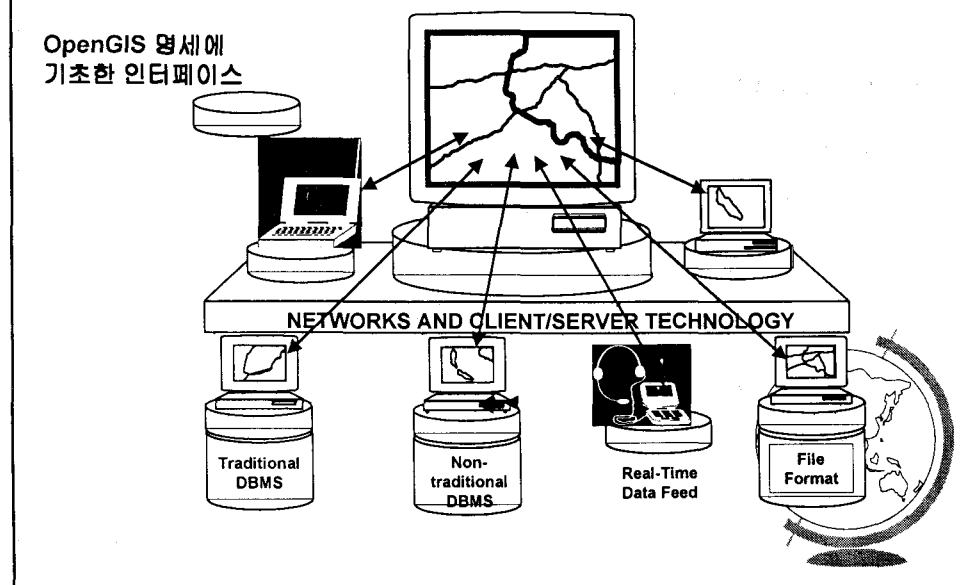 OpenGIS 명세에
기초한 인터페이스
NETWORKS AND CLIENT/SERVER TECHNOLOGY
Traditional
DBMS
Non-
traditional
DBMS
Real-Time
Data Feed
File
Format